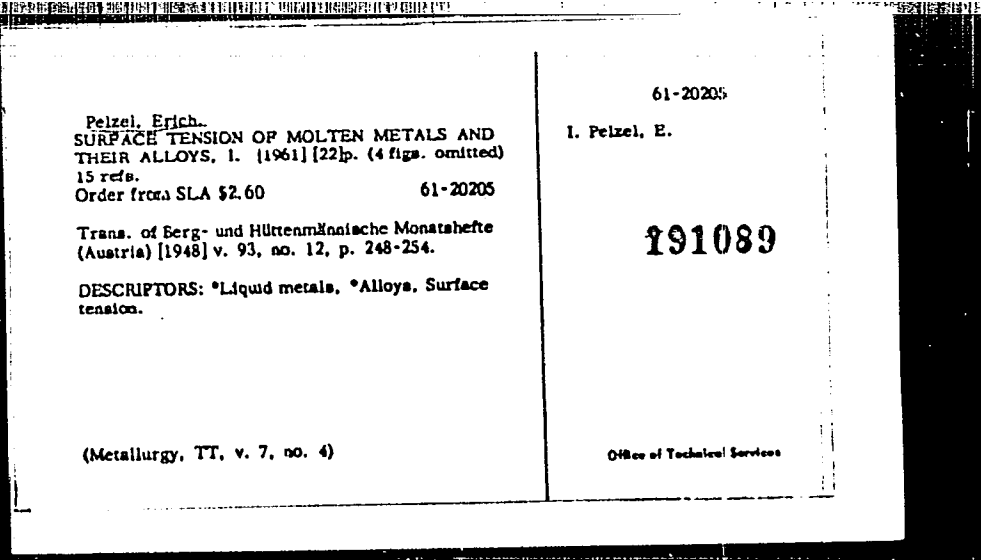 Pelzel, Erich.
SURFACE TENSION OF MOLTEN METALS AND
THEIR ALLOYS, I. [1961] [22]p. (4 figs. omitted)
15 refs.
Order from SLA $2.60 61-20205
Trans. of Berg- und Hüttenmännische Monatshefte
(Austria) [1948] v. 93, no. 12, p. 248-254.
DESCRIPTORS: *Liquid metals, *Alloys, Surface
tension.
(Metallurgy, TT, v. 7, no. 4)
61-20205
I. Pelzel, E.
191089
Office of Technical Services